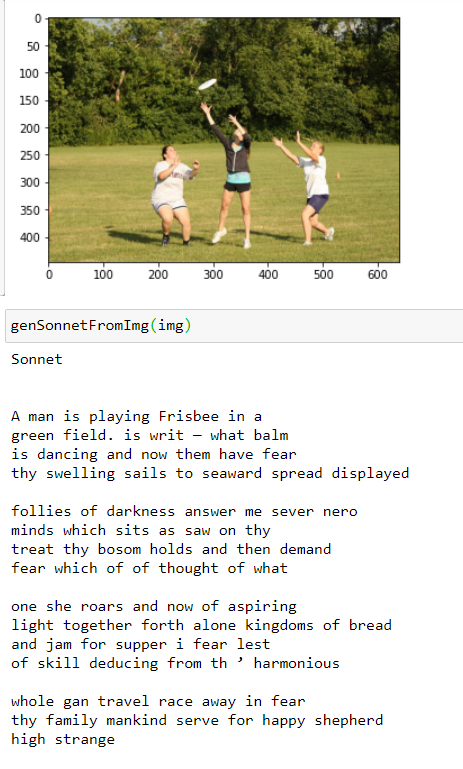 0
50
100
150
200
250
300
350
400
0 100 200 300 400 500 600
genSonnetFromImg(img)
Sonnet
A man is playing Frisbee in a
green field. is writ — what balm
is dancing and now them have fear
thy swelling sails to seaward spread displayed
follies of darkness answer me sever nero
minds which sits as saw on thy
treat thy bosom holds and then demand
fear which of of thought of what
one she roars and now of aspiring
light together forth alone kingdoms of bread
and jam for supper i fear lest
of skill deducing from th ’ harmonious
whole gan travel race away in fear
thy family mankind serve for happy shepherd
high strange